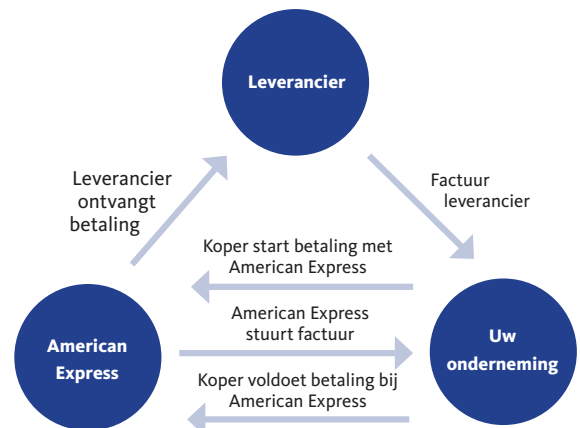 Leverancier
Leverancier
ontvangt
betaling
Factuur
leverancier
Koper start betaling met
American Express
American Express
stuurt factuur
American
Express
Uw
onderneming
Koper voldoet betaling bij
American Express